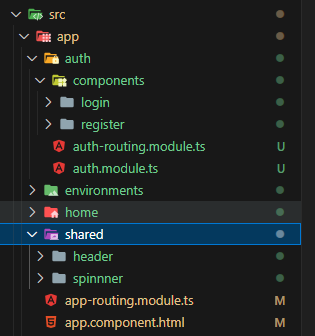 src
app
auth
components
login
register
auth-routing.module.ts U
auth.module.ts U
environments
home
shared
header
spinnner
app-routing.module.ts M
app.component.html M